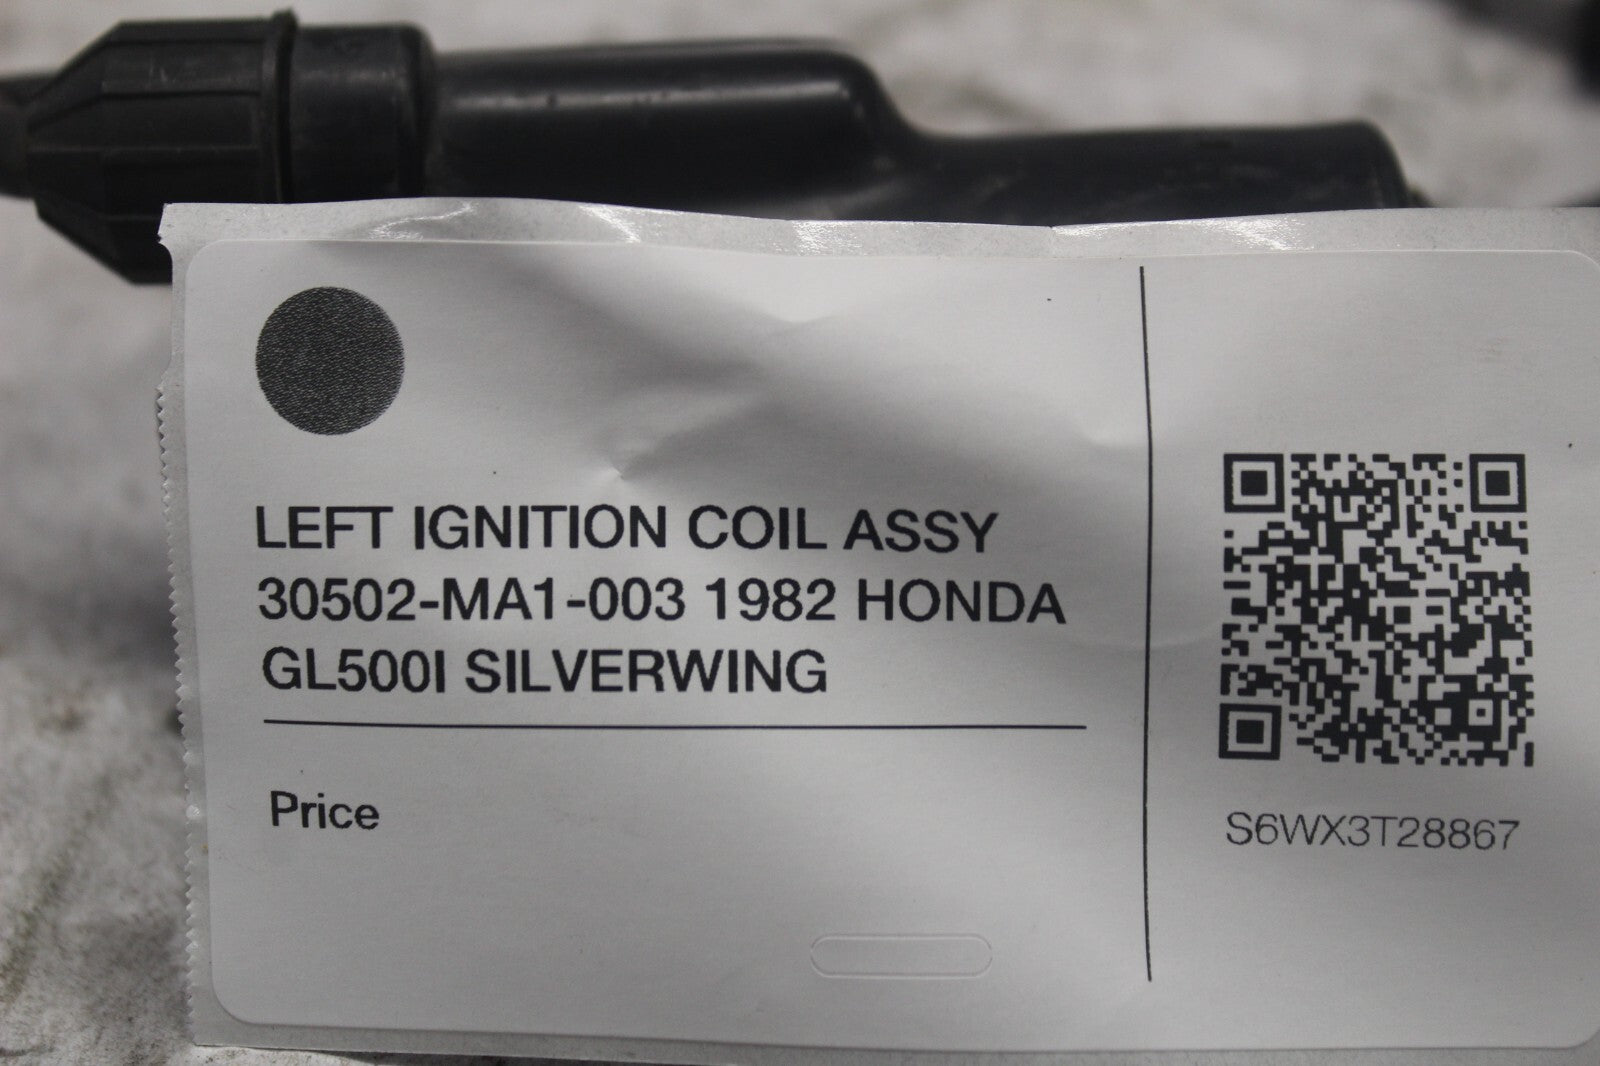 LEFT IGNITION COIL ASSY
30502-MA1-003 1982 HONDA
GL500I SILVERWING
Price
S6WX3T28867